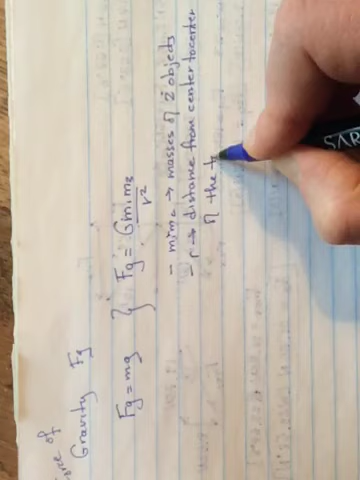 Force of
Gravity Fg
Fg = mg } Fg = Gm1m2
r²
- m1m2 → masses of 2 objects
- r → distance from center to center
of the
SAR